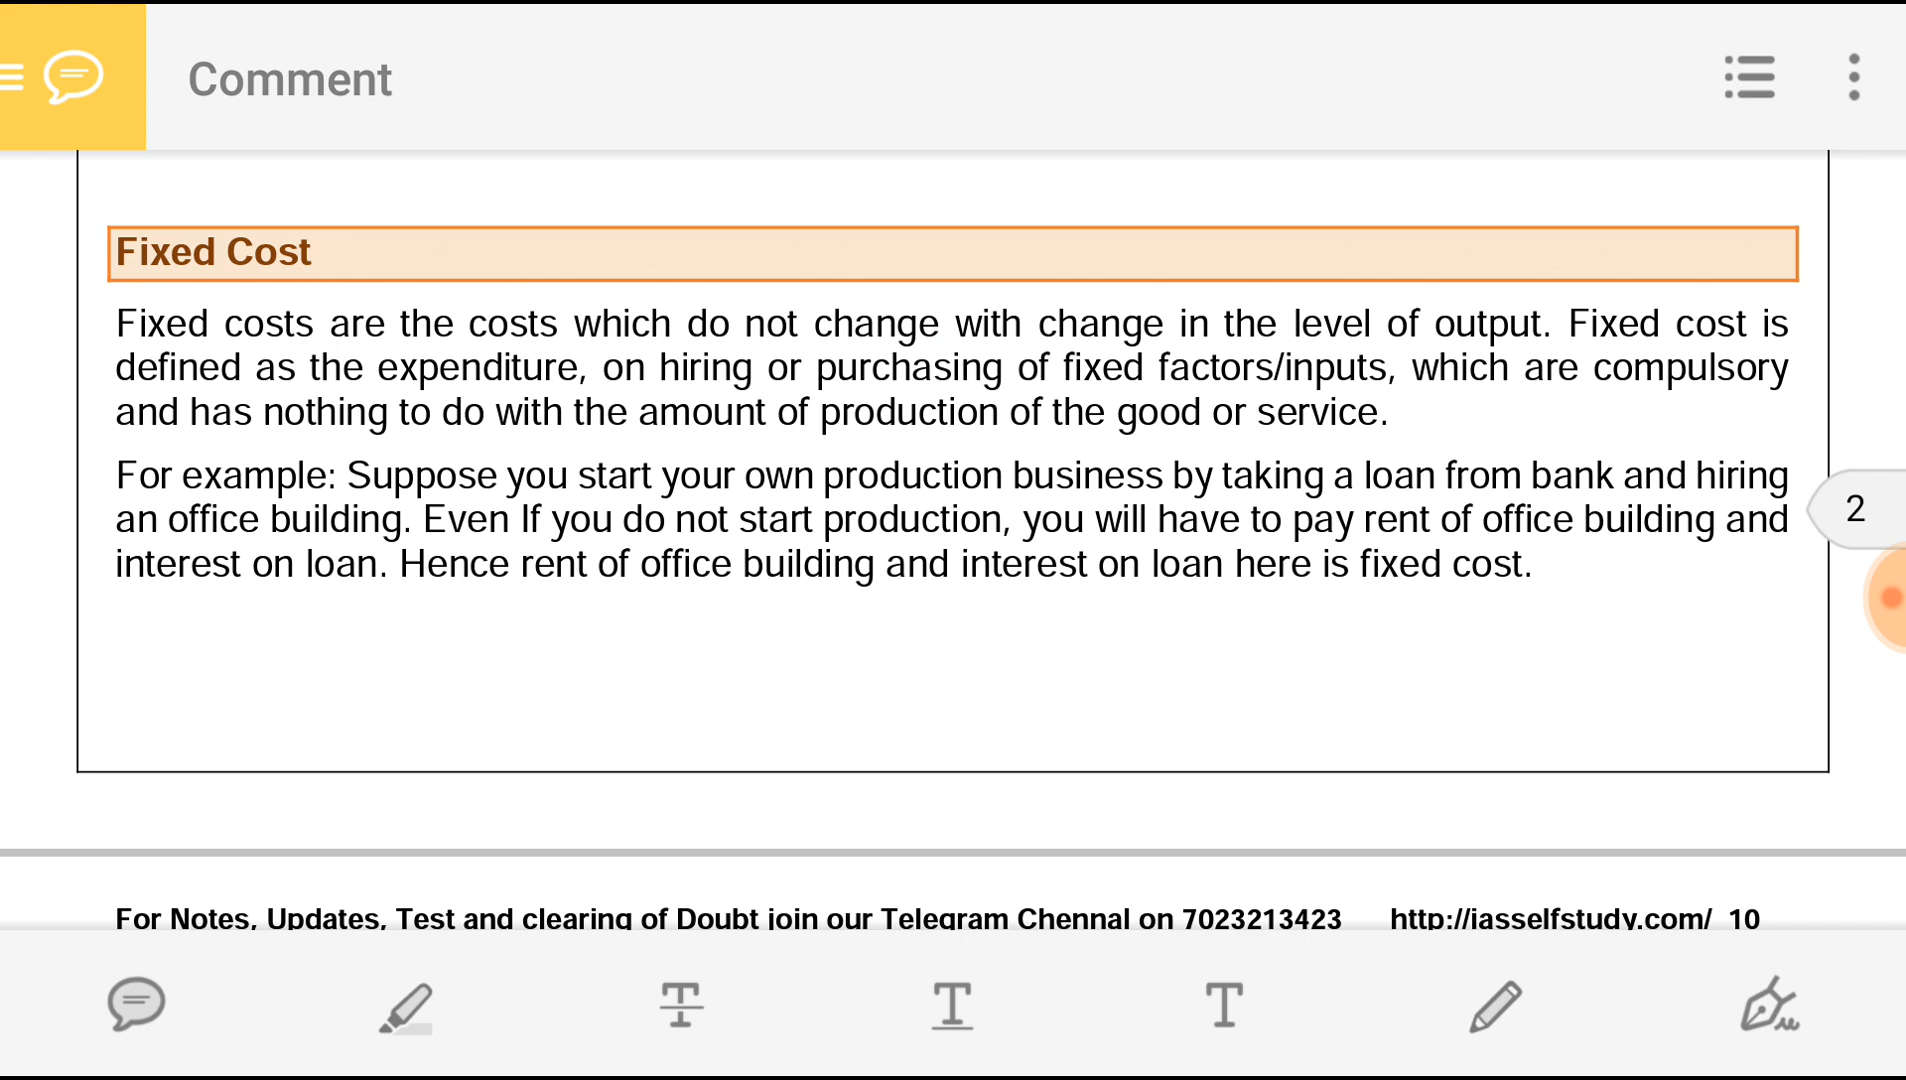 Comment
Fixed Cost
Fixed costs are the costs which do not change with change in the level of output. Fixed cost is
defined as the expenditure, on hiring or purchasing of fixed factors/inputs, which are compulsory
and has nothing to do with the amount of production of the good or service.
For example: Suppose you start your own production business by taking a loan from bank and hiring
an office building. Even If you do not start production, you will have to pay rent of office building and
interest on loan. Hence rent of office building and interest on loan here is fixed cost.
2
For Notes, Updates, Test and clearing of Doubt join our Telegram Chennal on 7023213423 http://iasselfstudy.com/ 10